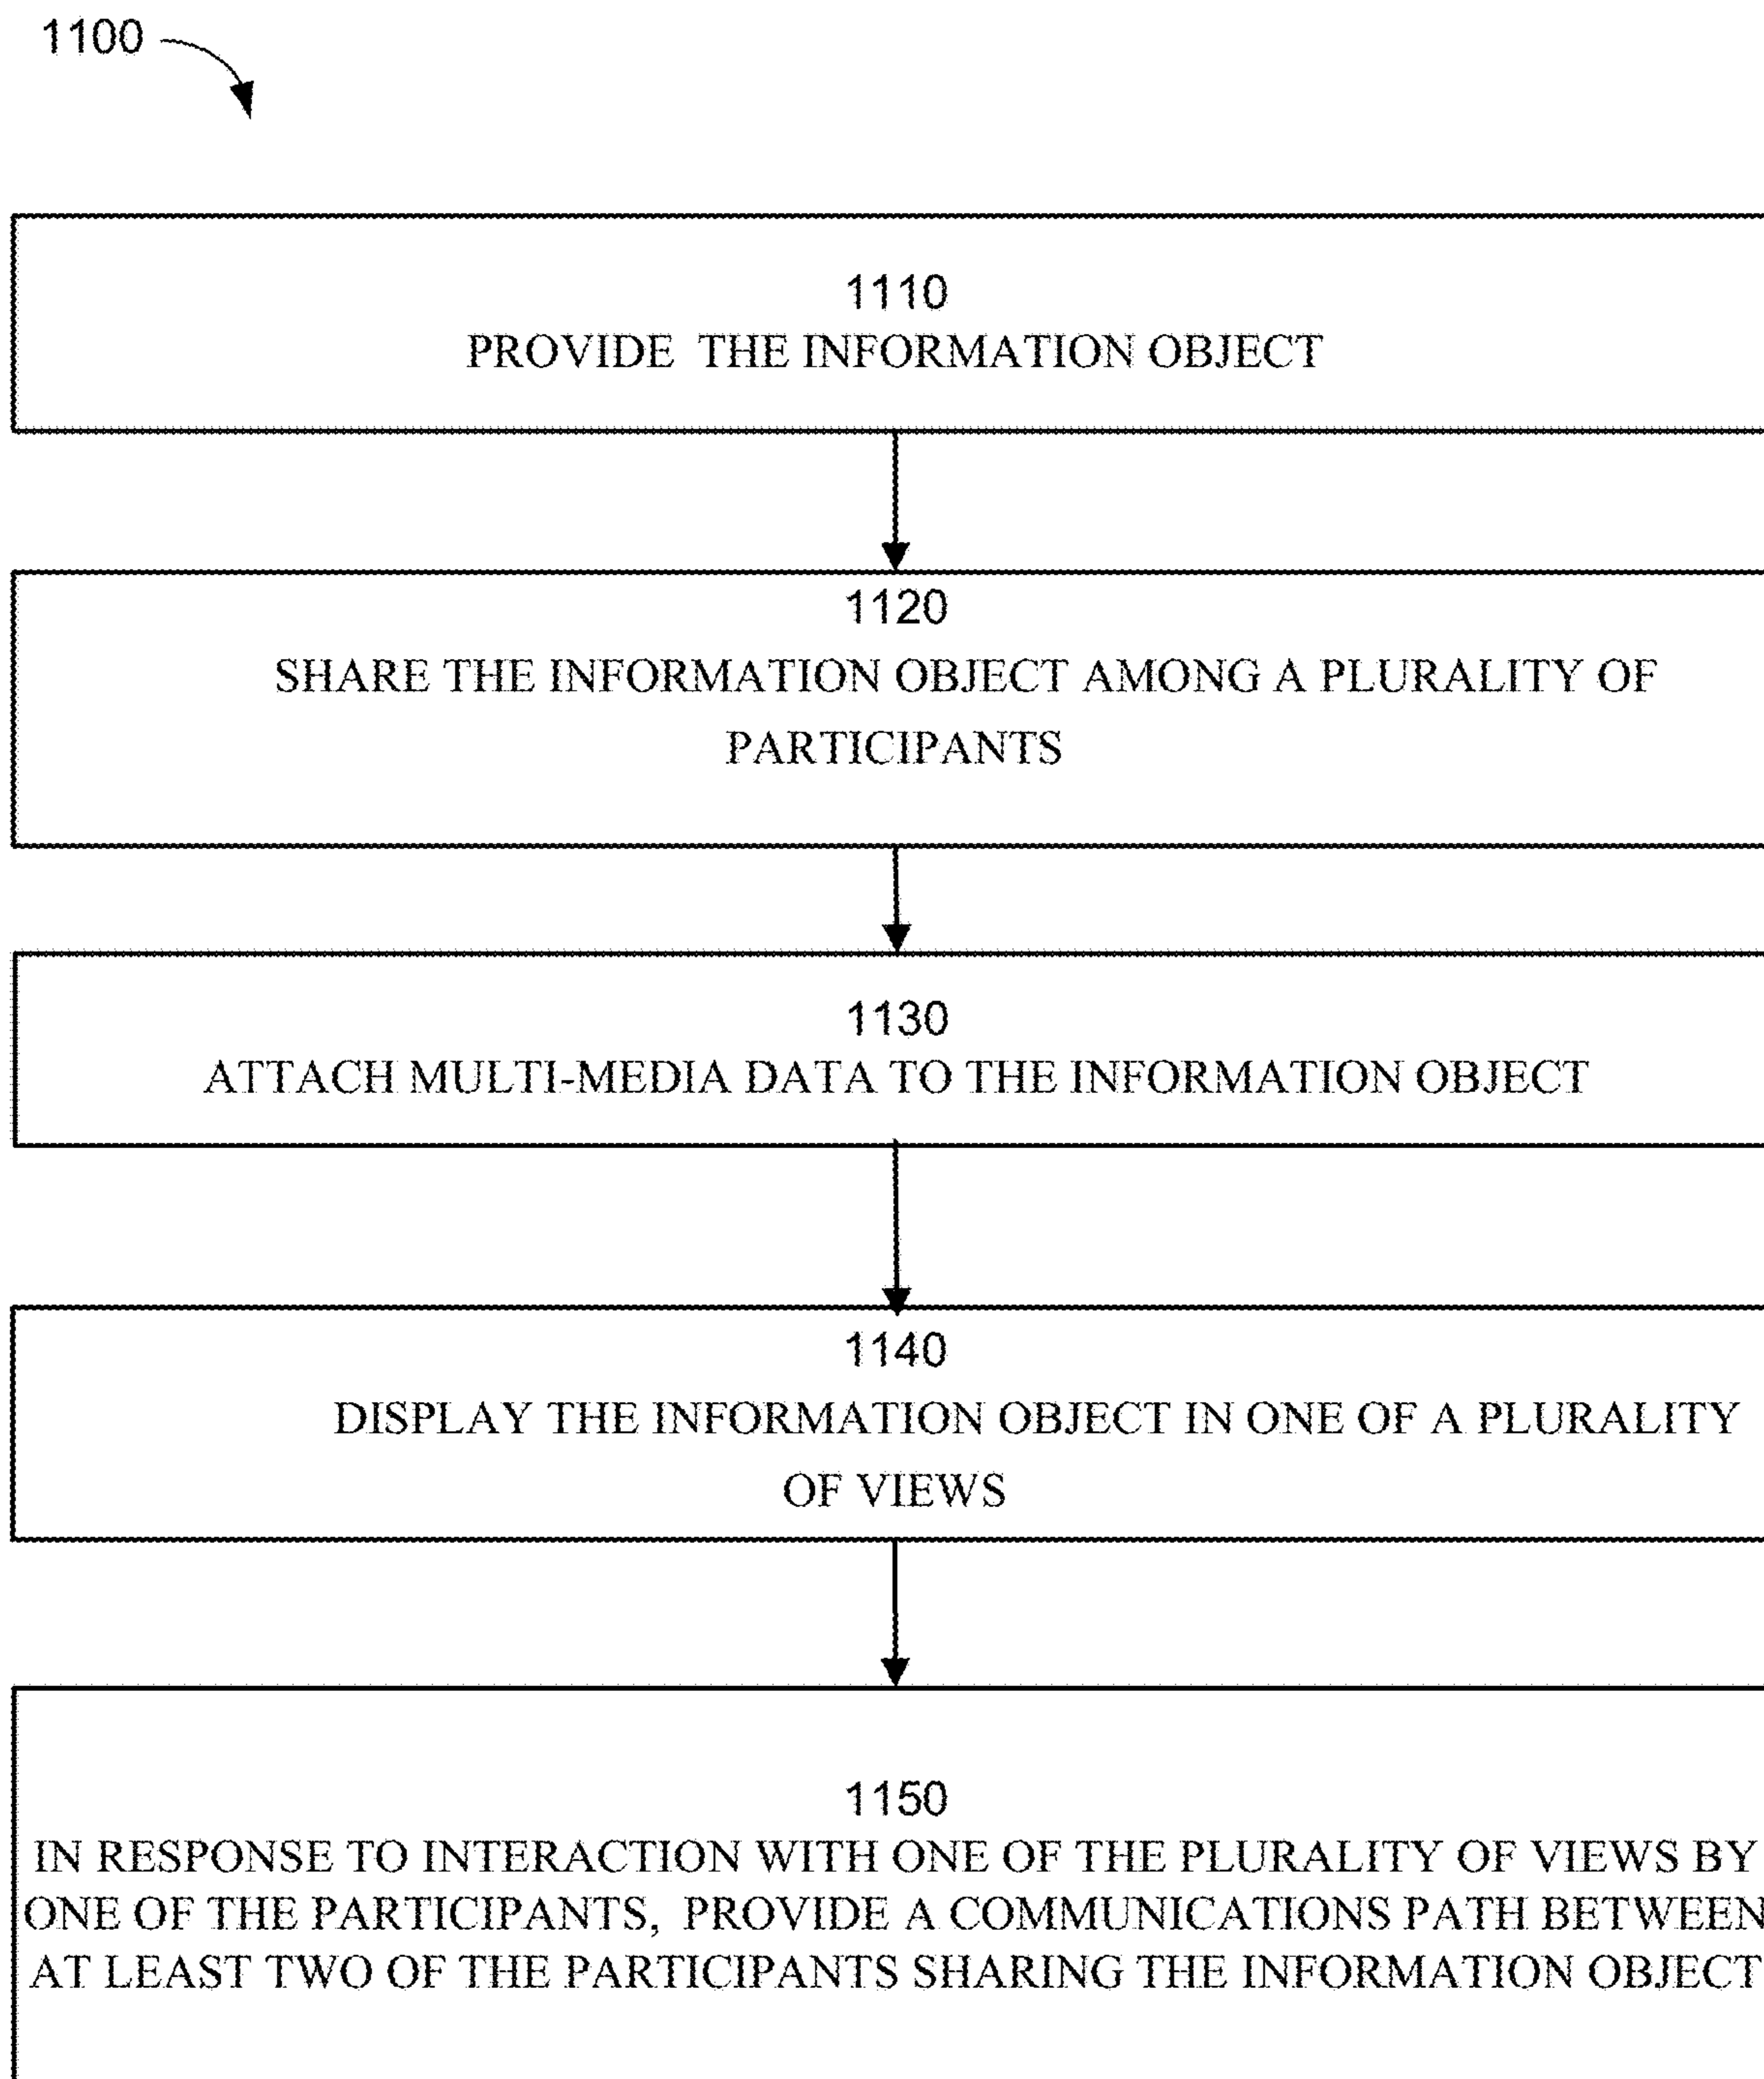 1100
1110
PROVIDE THE INFORMATION OBJECT
1120
SHARE THE INFORMATION OBJECT AMONG A PLURALITY OF
PARTICIPANTS
1130
ATTACH MULTI-MEDIA DATA TO THE INFORMATION OBJECT
1140
DISPLAY THE INFORMATION OBJECT IN ONE OF A PLURALITY
OF VIEWS
1150
IN RESPONSE TO INTERACTION WITH ONE OF THE PLURALITY OF VIEWS BY
ONE OF THE PARTICIPANTS, PROVIDE A COMMUNICATIONS PATH BETWEEN
AT LEAST TWO OF THE PARTICIPANTS SHARING THE INFORMATION OBJECT